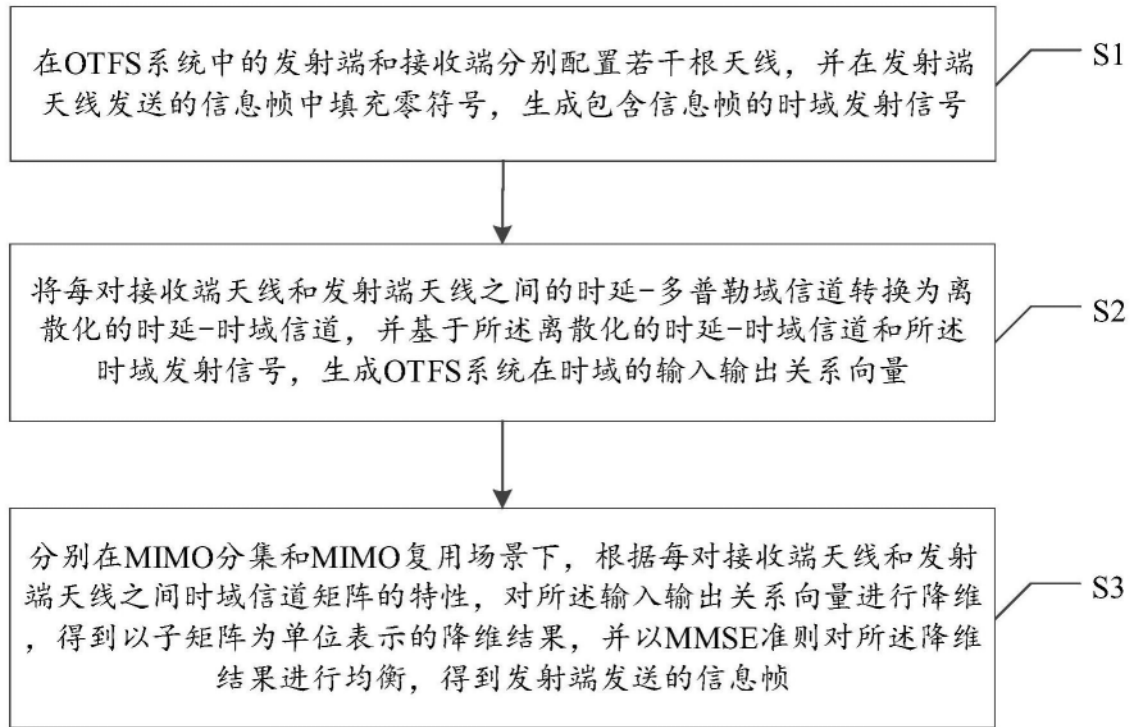 在OTFS系统中的发射端和接收端分别配置若干根天线，并在发射端
天线发送的信息帧中填充零符号，生成包含信息帧的时域发射信号
S1
将每对接收端天线和发射端天线之间的时延-多普勒域信道转换为离
散化的时延-时域信道，并基于所述离散化的时延-时域信道和所述
时域发射信号，生成OTFS系统在时域的输入输出关系向量
S2
分别在MIMO分集和MIMO复用场景下，根据每对接收端天线和发射
端天线之间时域信道矩阵的特性，对所述输入输出关系向量进行降维
，得到以子矩阵为单位表示的降维结果，并以MMSE准则对所述降维
结果进行均衡，得到发射端发送的信息帧
S3